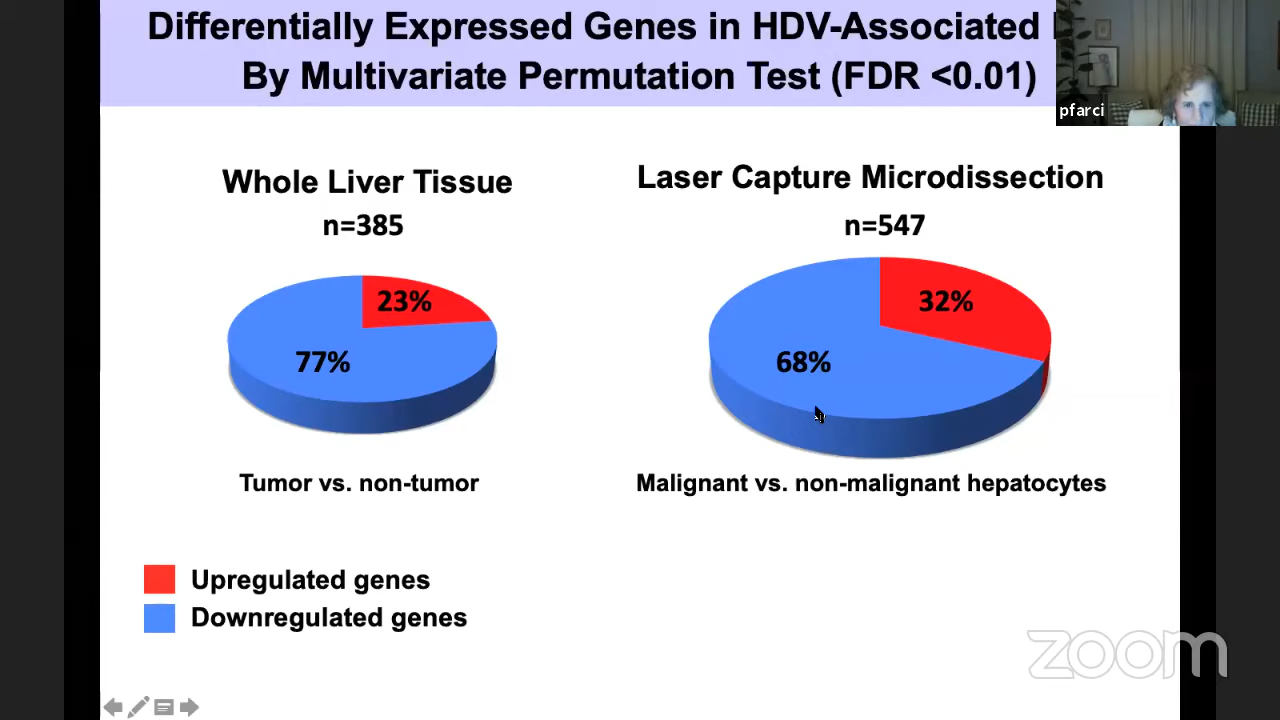 Differentially Expressed Genes in HDV-Associated
By Multivariate Permutation Test (FDR <0.01)
pfarci
Whole Liver Tissue
n=385
23%
77%
Tumor vs. non-tumor
Laser Capture Microdissection
n=547
32%
68%
Malignant vs. non-malignant hepatocytes
Upregulated genes
Downregulated genes
zoom